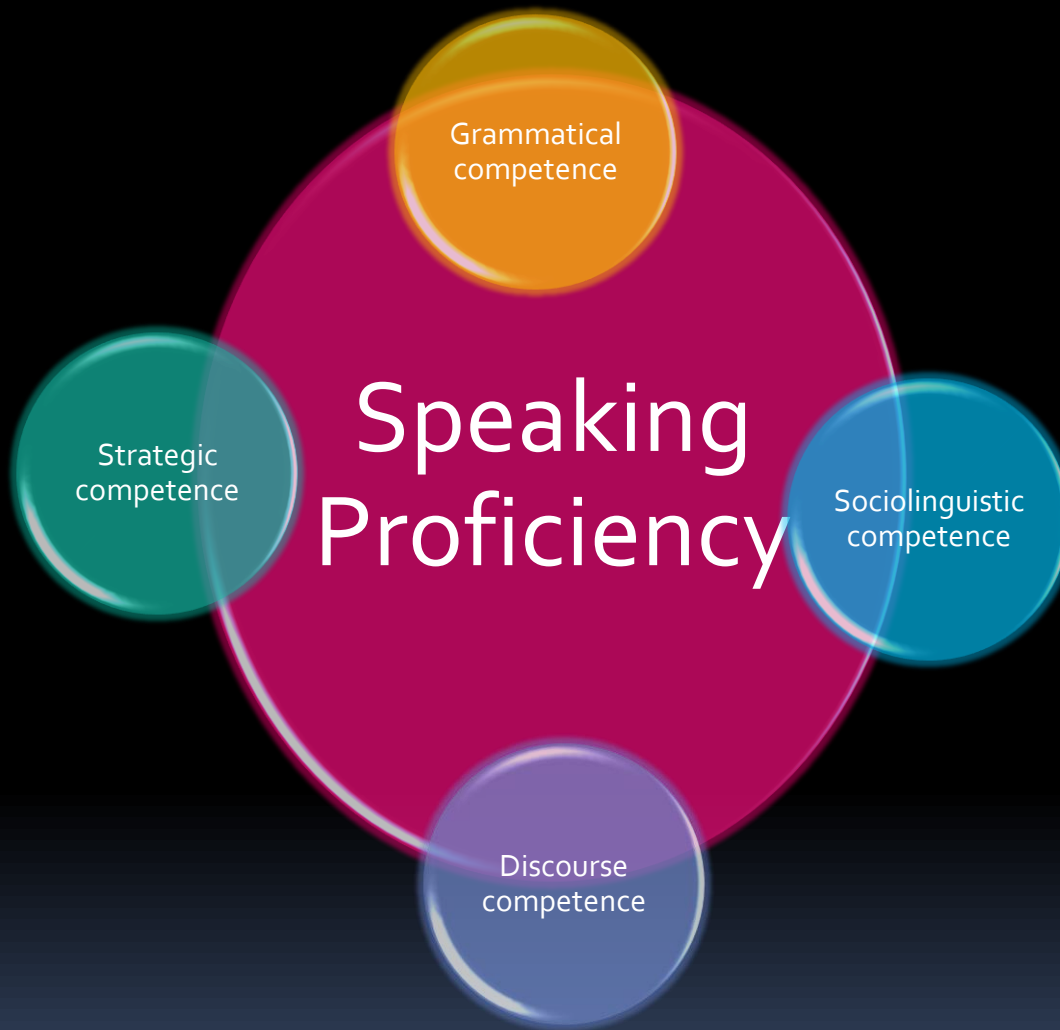 Grammatical
competence
Strategic
competence
Speaking
Proficiency
Sociolinguistic
competence
Discourse
competence